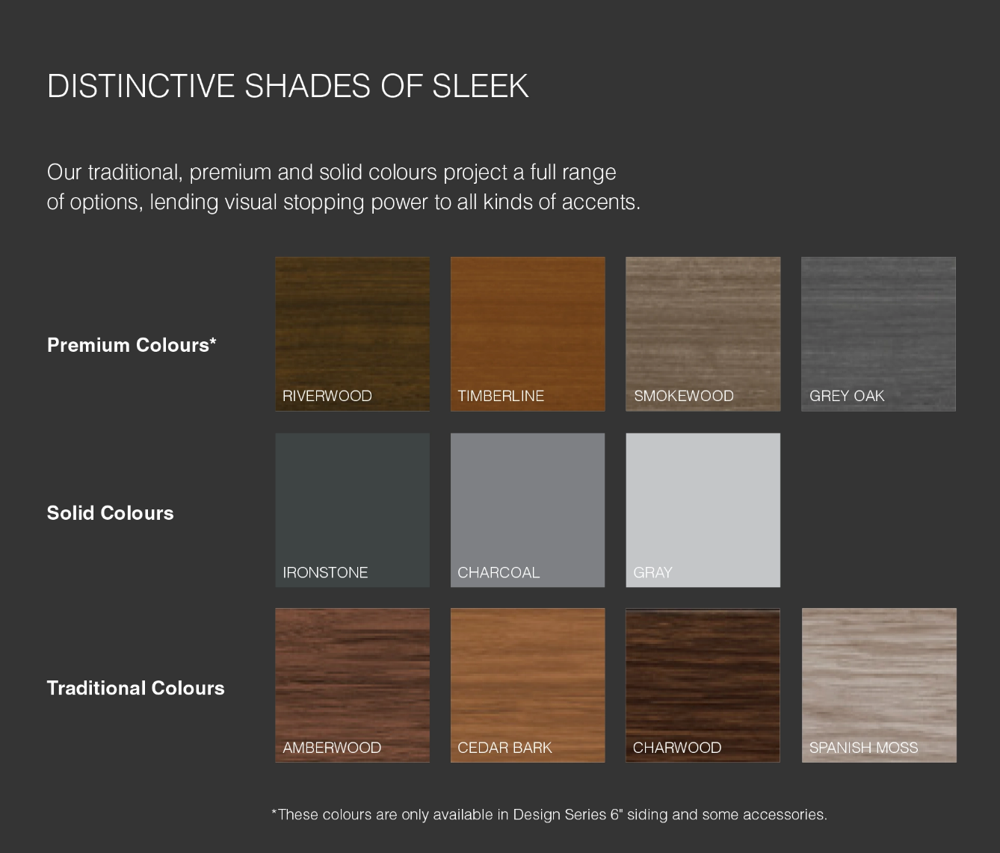 DISTINCTIVE SHADES OF SLEEK
Our traditional, premium and solid colours project a full range
of options, lending visual stopping power to all kinds of accents.
Premium Colours*
RIVERWOOD
TIMBERLINE
SMOKEWOOD
GREY OAK
Solid Colours
IRONSTONE
CHARCOAL
GRAY
Traditional Colours
AMBERWOOD
CEDAR BARK
CHARWOOD
SPANISH MOSS
*These colours are only available in Design Series 6" siding and some accessories.